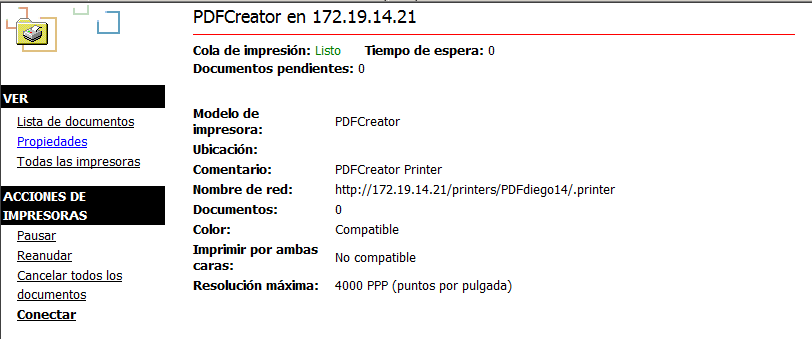 PDFCreator en 172.19.14.21
Cola de impresión: Listo Tiempo de espera: 0
Documentos pendientes: 0
VER
Lista de documentos
Propiedades
Todas las impresoras
ACCIONES DE
IMPRESORAS
Pausar
Reanudar
Cancelar todos los
documentos
Conectar
Modelo de
impresora: PDFCreator
Ubicación:
Comentario: PDFCreator Printer
Nombre de red: http://172.19.14.21/printers/PDFdiego14/.printer
Documentos: 0
Color: Compatible
Imprimir por ambas
caras: No compatible
Resolución máxima: 4000 PPP (puntos por pulgada)